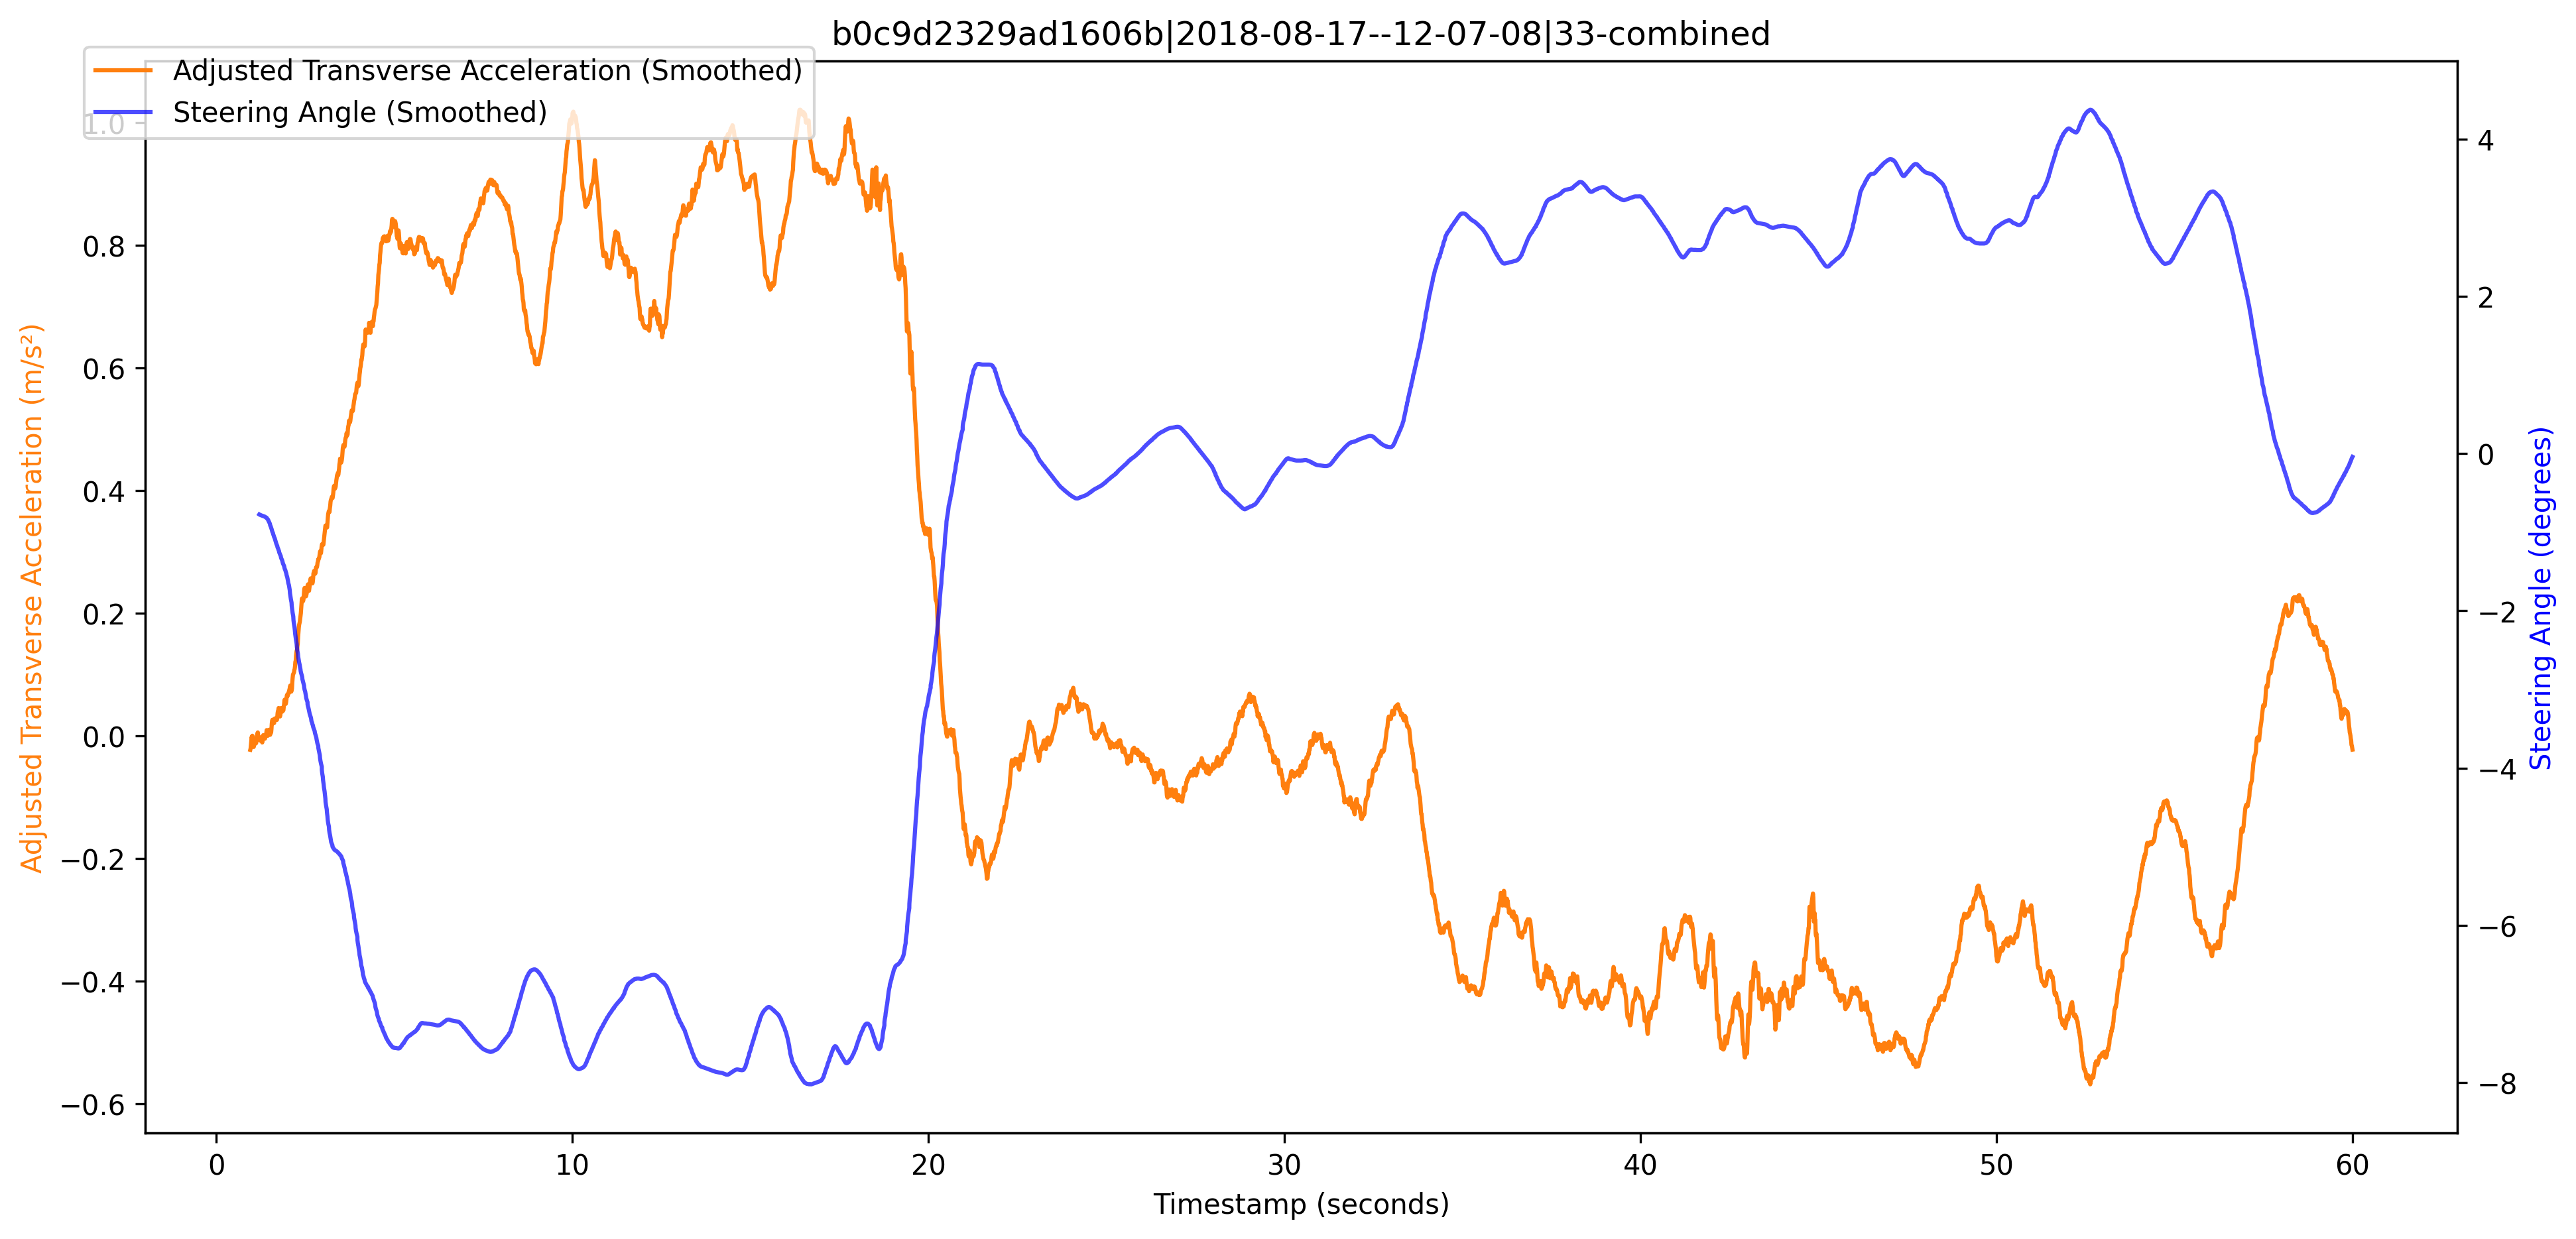 b0c9d2329ad1606b|2018-08-17--12-07-08|33-combined
Adjusted Transverse Acceleration (Smoothed)
Steering Angle (Smoothed)
Adjusted Transverse Acceleration (m/s²)
1.0
0.8
0.6
0.4
0.2
0.0
−0.2
−0.4
−0.6
4
2
0
−2
−4
−6
−8
Steering Angle (degrees)
0 10 20 30 40 50 60
Timestamp (seconds)